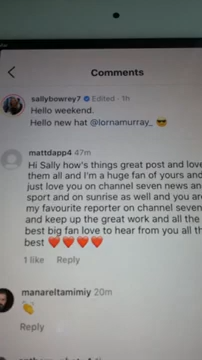 Comments
sallybowrey7 Edited · 1h
Hello weekend.
Hello new hat @lornamurray_ 😎
mattdapp4 47m
Hi Sally how's things great post and love
them all and I'm a huge fan of yours and
just love you on channel seven news an
sport and on sunrise as well and you are
my favourite reporter on channel seven
and keep up the great work and all the
best big fan love to hear from you all th
best ❤️❤️❤️❤️
1 like Reply
manareltamimiy 20m
👏
Reply